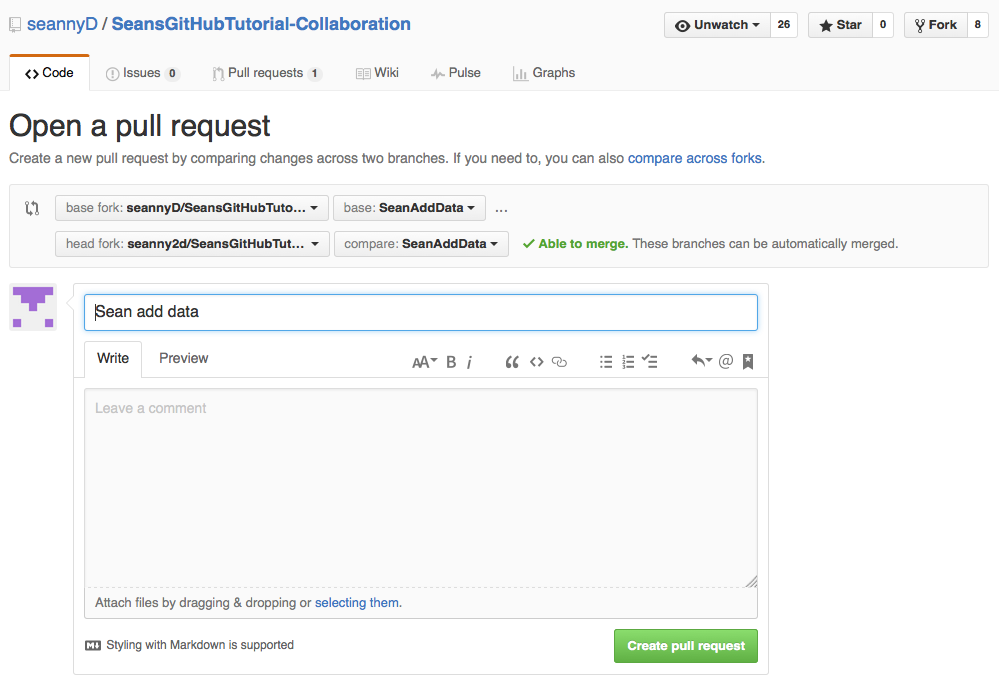 seannyD / SeansGitHubTutorial-Collaboration Unwatch 26 Star 0 Fork 8
Code Issues 0 Pull requests 1 Wiki Pulse Graphs
Open a pull request
Create a new pull request by comparing changes across two branches. If you need to, you can also compare across forks.
base fork: seannyD/SeansGitHubTuto... base: SeanAddData ...
head fork: seanny2d/SeansGitHubTut... compare: SeanAddData Able to merge. These branches can be automatically merged.
Sean add data
Write Preview AA B i @
Leave a comment
Attach files by dragging & dropping or selecting them.
Styling with Markdown is supported Create pull request